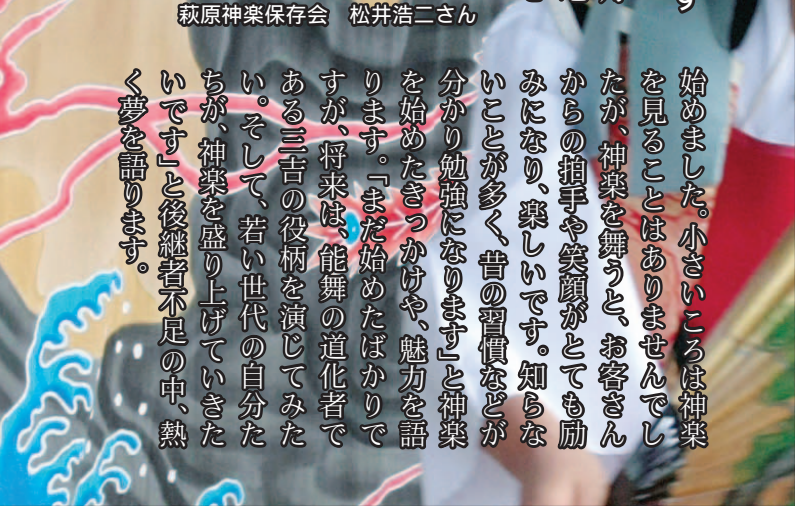 萩原神楽保存会　松井浩二さん
す
始めました。小さいころは神楽
を見ることはありませんでし
たが、神楽を舞うと、お客さん
からの拍手や笑顔がとても励
みになり、楽しいです。知らな
いことが多く、昔の習慣などが
分かり勉強になります」と神楽
を始めたきっかけや、魅力を語
ります。「まだ始めたばかりで
すが、将来は、能舞の道化者で
ある三吉の役柄を演じてみた
い。そして、若い世代の自分た
ちが、神楽を盛り上げていきた
いです」と後継者不足の中、熱
く夢を語ります。